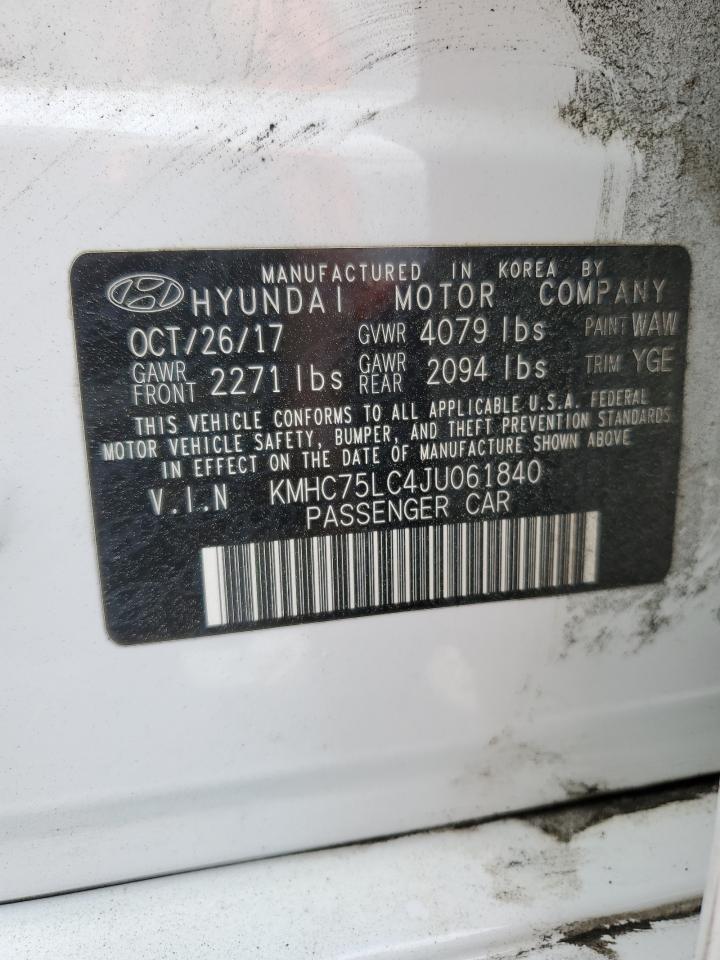 MANUFACTURED IN KOREA BY
HYUNDAI MOTOR COMPANY
OCT/26/17 GVWR 4079 lbs PAINT WAW
GAWR FRONT 2271 lbs GAWR REAR 2094 lbs TRIM YGE
THIS VEHICLE CONFORMS TO ALL APPLICABLE U.S.A. FEDERAL
MOTOR VEHICLE SAFETY, BUMPER, AND THEFT PREVENTION STANDARDS
IN EFFECT ON THE DATE OF MANUFACTURE SHOWN ABOVE
V.I.N KMHC75LC4JU061840
PASSENGER CAR